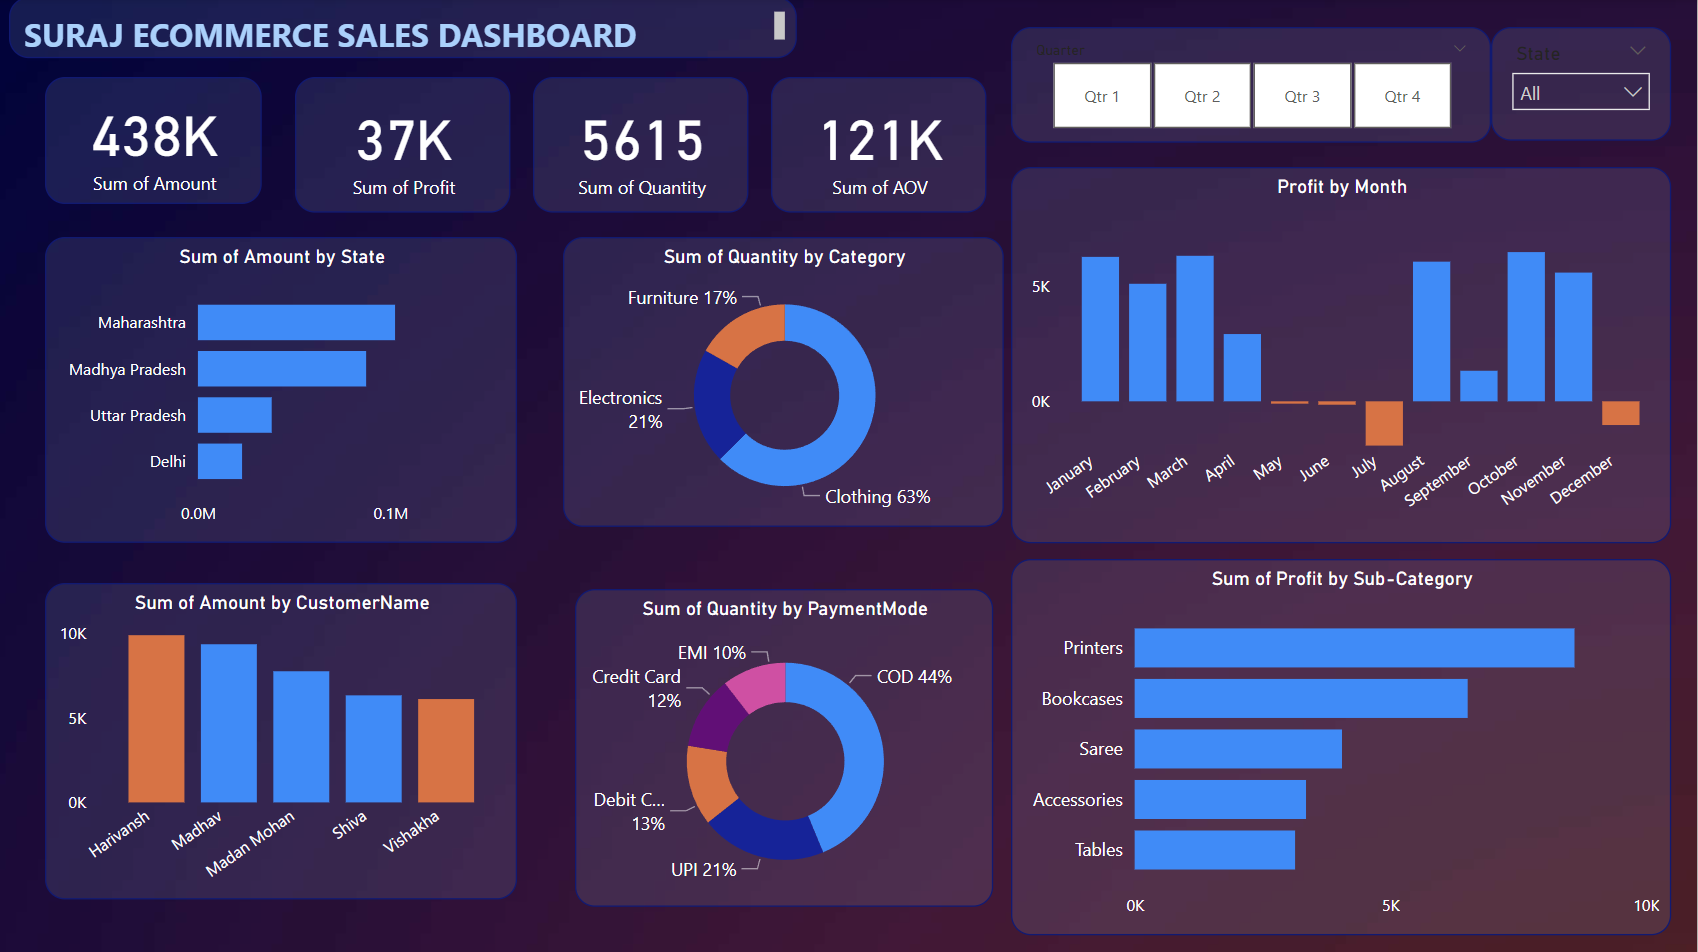 SURAJ ECOMMERCE SALES DASHBOARD
Quarter
Qtr 1
Qtr 2
Qtr 3
Qtr 4
State
All
438K
Sum of Amount
37K
Sum of Profit
5615
Sum of Quantity
121K
Sum of AOV
Sum of Amount by State
Maharashtra
Madhya Pradesh
Uttar Pradesh
Delhi
0.0M
0.1M
Sum of Quantity by Category
Furniture 17%
Electronics
21%
Clothing 63%
Profit by Month
5K
0K
January
February
March
April
May
June
July
August
September
October
November
December
Sum of Amount by CustomerName
10K
5K
0K
Harivansh
Madhav
Madan Mohan
Shiva
Vishakha
Sum of Quantity by PaymentMode
EMI 10%
Credit Card
12%
COD 44%
Debit C...
13%
UPI 21%
Sum of Profit by Sub-Category
Printers
Bookcases
Saree
Accessories
Tables
0K
5K
10K